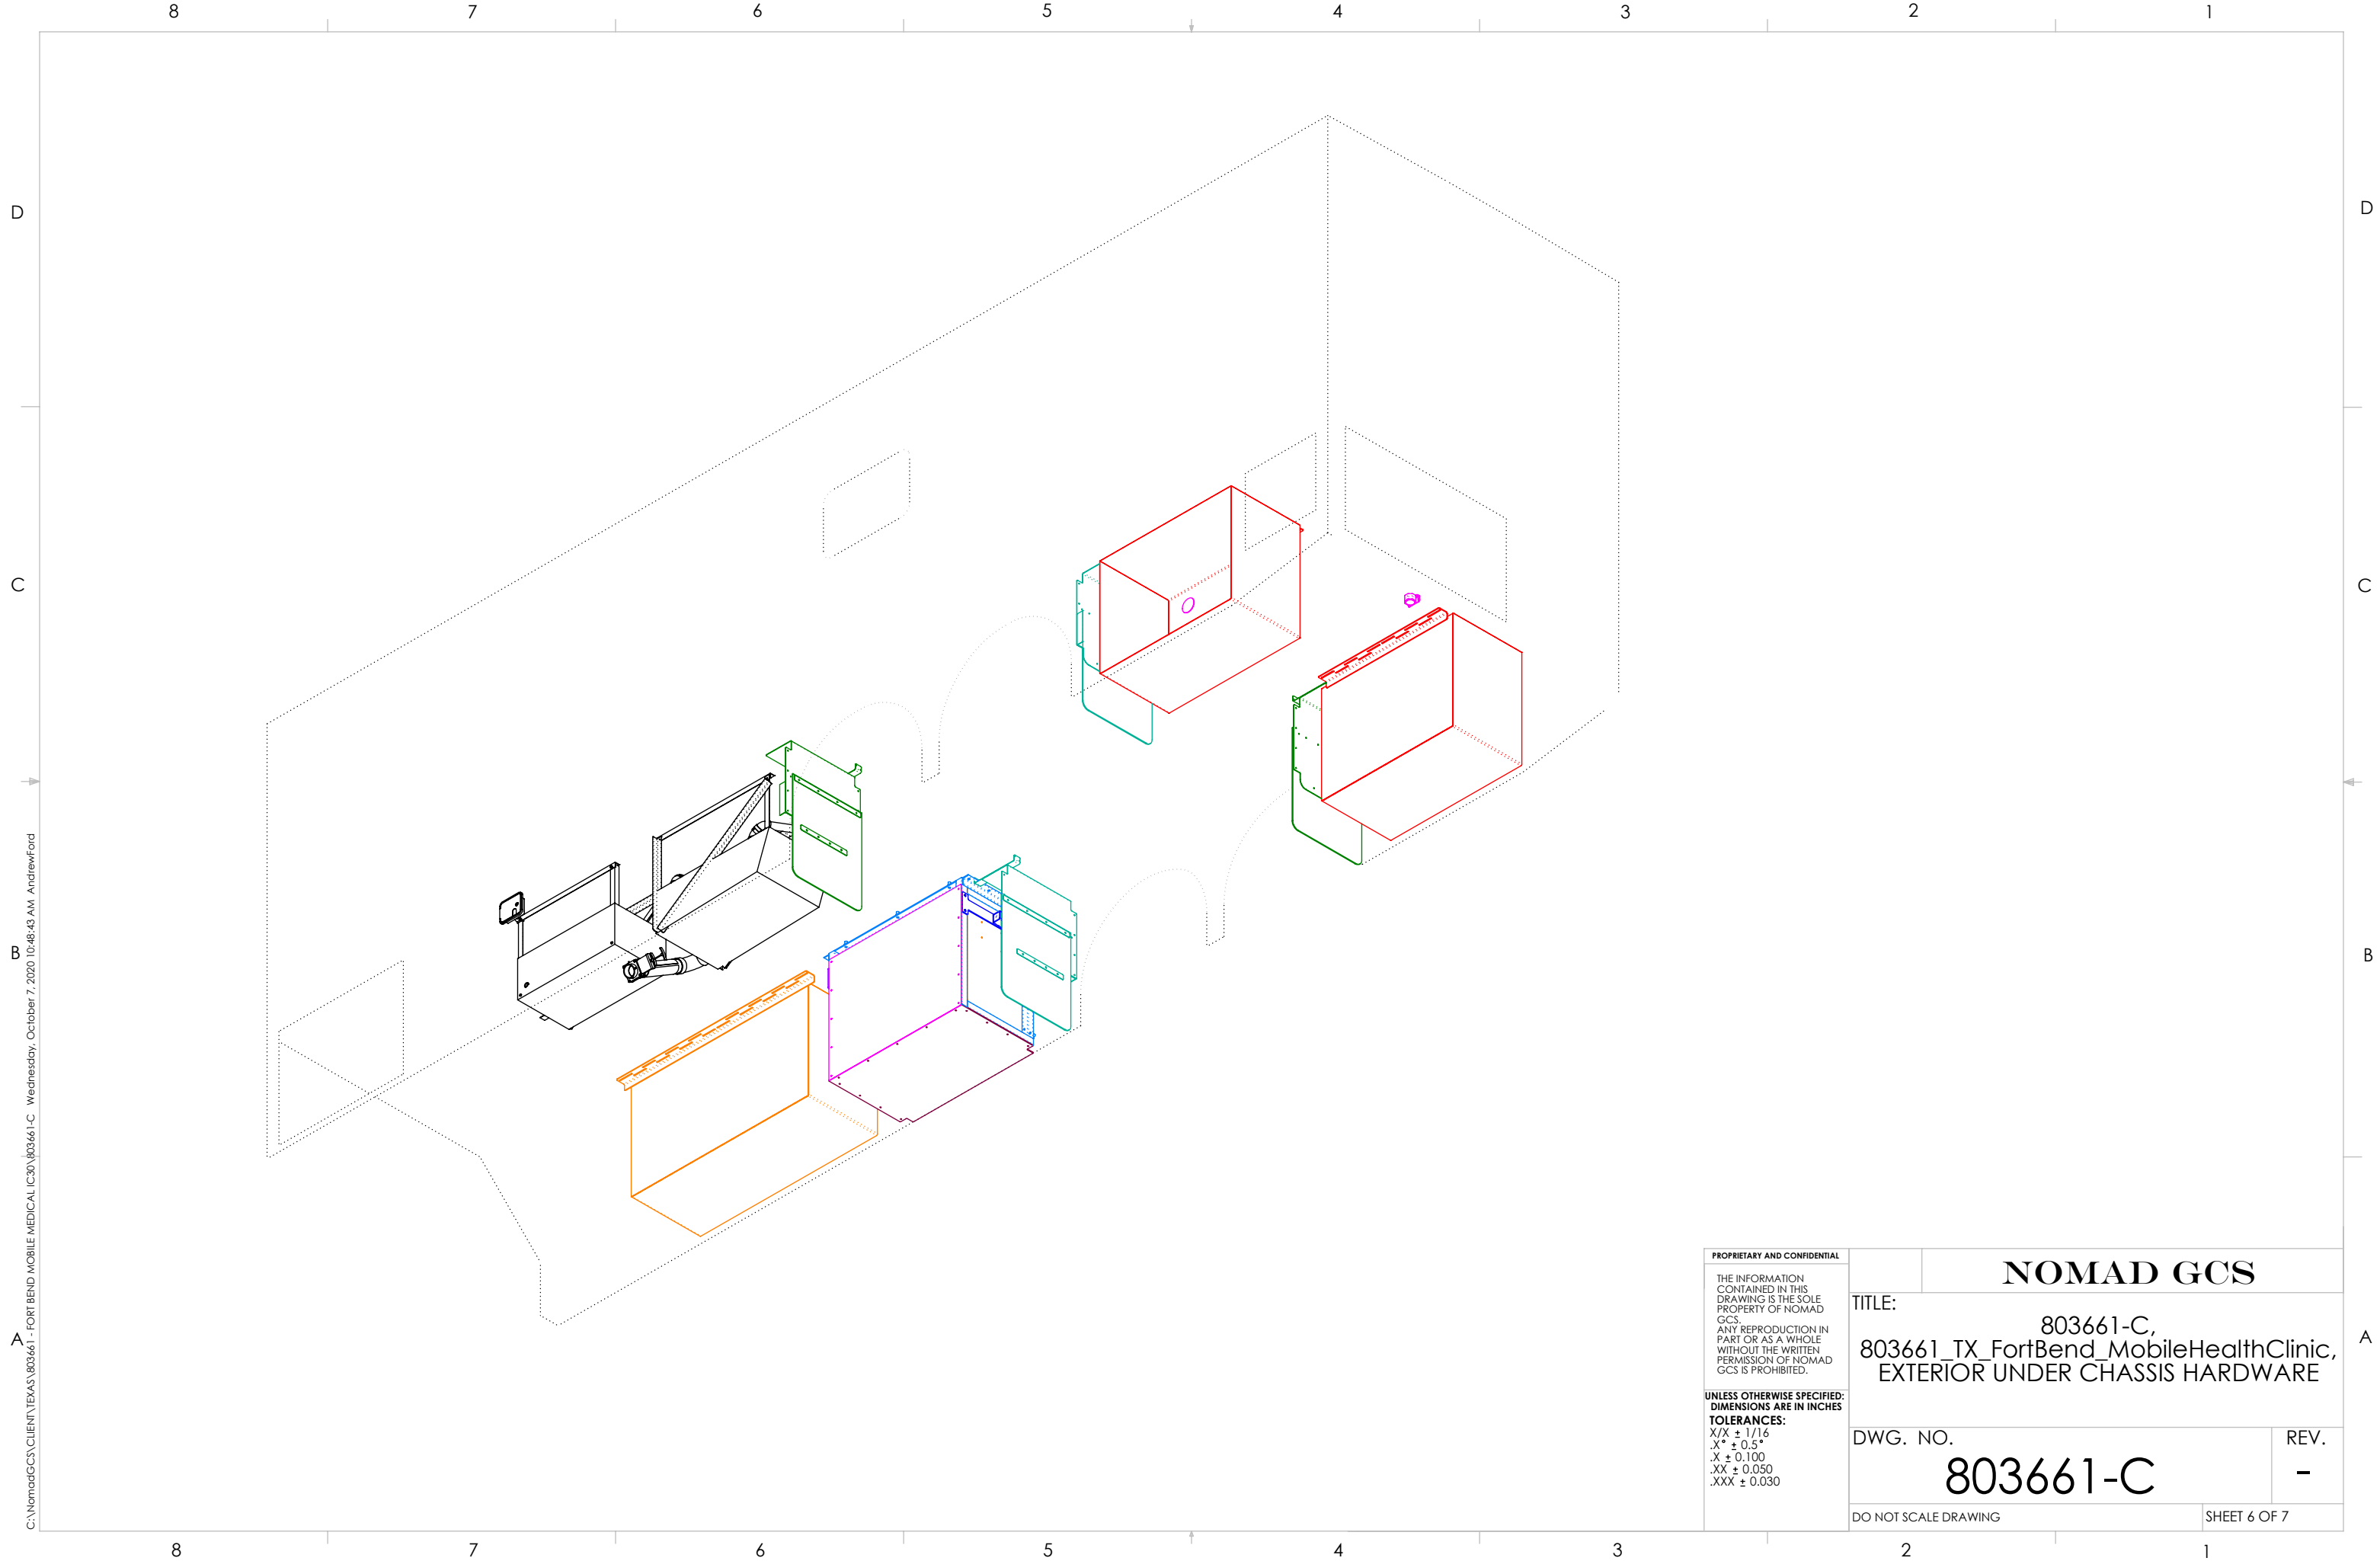 8 7 6 5 4 3 2 1
D D
C C
B B
A A
C:\NomadGCS\CLIENT\TEXAS\803661 - FORT BEND MOBILE MEDICAL IC30\803661-C Wednesday, October 7, 2020 10:48:43 AM AndrewFord
PROPRIETARY AND CONFIDENTIAL
THE INFORMATION
CONTAINED IN THIS
DRAWING IS THE SOLE
PROPERTY OF NOMAD
GCS.
ANY REPRODUCTION IN
PART OR AS A WHOLE
WITHOUT THE WRITTEN
PERMISSION OF NOMAD
GCS IS PROHIBITED.
UNLESS OTHERWISE SPECIFIED:
DIMENSIONS ARE IN INCHES
TOLERANCES:
X/X ± 1/16
.X° ± 0.5°
.X ± 0.100
.XX ± 0.050
.XXX ± 0.030
NOMAD GCS
TITLE:
803661-C,
803661_TX_FortBend_MobileHealthClinic,
EXTERIOR UNDER CHASSIS HARDWARE
DWG. NO.
803661-C
REV.
-
DO NOT SCALE DRAWING
SHEET 6 OF 7
8 7 6 5 4 3 2 1